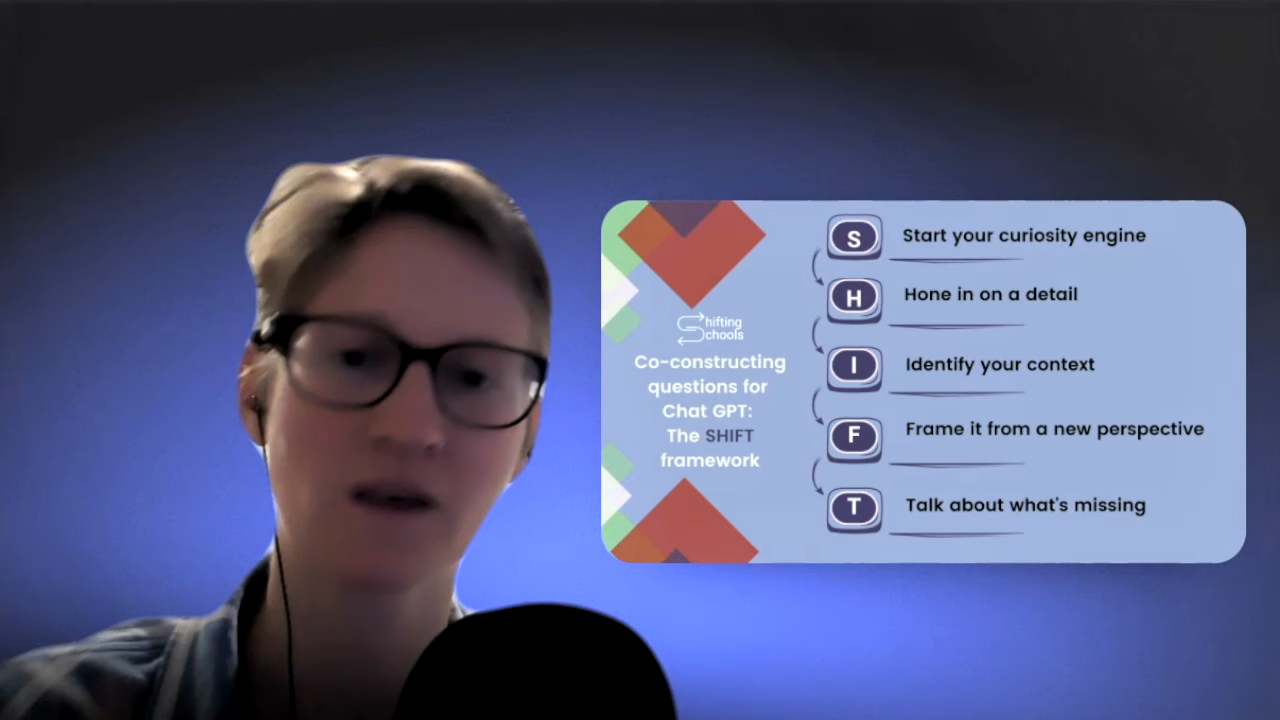 Shifting
Schools
Co-constructing
questions for
Chat GPT:
The SHIFT
framework
S Start your curiosity engine
H Hone in on a detail
I Identify your context
F Frame it from a new perspective
T Talk about what's missing